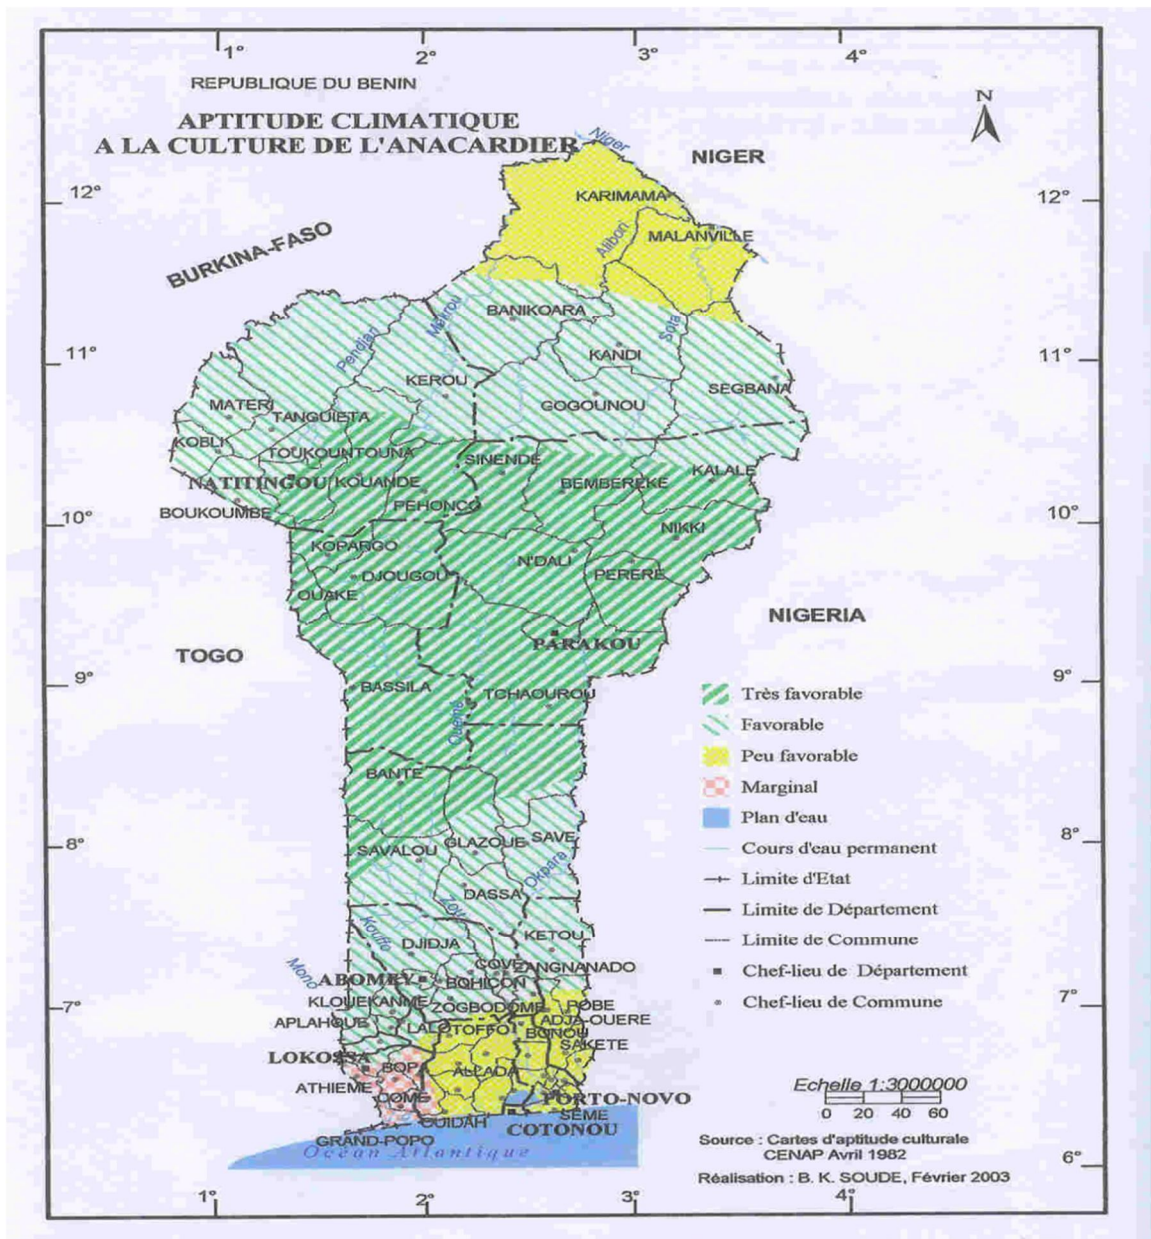 1° 2° 3° 4°
REPUBLIQUE DU BENIN
APTITUDE CLIMATIQUE
A LA CULTURE DE L'ANACARDIER
N
Niger
NIGER
12° 12°
KARIMAMA
BURKINA-FASO
Alibori
MALANVILLE
BANIKOARA
Mékrou
Sota
Pendjari
11° 11°
KANDI
KEROU
SEGBANA
GOGOUNOU
MATERI
TANGUIETA
KOBLI
TOUKOUNTOUNA
SINENDE
KALALE
NATITINGOU
KOUANDE
BEMBEREKE
PEHONCO
BOUKOUMBE
10° 10°
NIKKI
KOPARGO
N'DALI
DJOUGOU
PERERE
OUAKE
NIGERIA
PARAKOU
TOGO
9° 9°
BASSILA
TCHAOUROU
Ouémé
BANTE
Très favorable
Favorable
Peu favorable
Marginal
Plan d'eau
Cours d'eau permanent
Limite d'Etat
Limite de Département
Limite de Commune
Chef-lieu de Département
Chef-lieu de Commune
8° 8°
SAVALOU
GLAZOUE
SAVE
Okpara
DASSA
Zou
Kouffo
DJIDJA
KETOU
COVE
ZANGNANADO
Mono
ABOMEY
BOHICON
7° 7°
KLOUEKANME
ZOGBODOME
POBE
APLAHOUE
LALO
TOFFO
ADJA-OUERE
BONOU
SAKETE
LOKOSSA
BOPA
ALLADA
ATHIEME
COME
PORTO-NOVO
OUIDAH
SEME
COTONOU
GRAND-POPO
Océan Atlantique
Echelle 1:3000000
0 20 40 60
Source : Cartes d'aptitude culturale
CENAP Avril 1982
Réalisation : B. K. SOUDE, Février 2003
6°
1° 2° 3° 4°